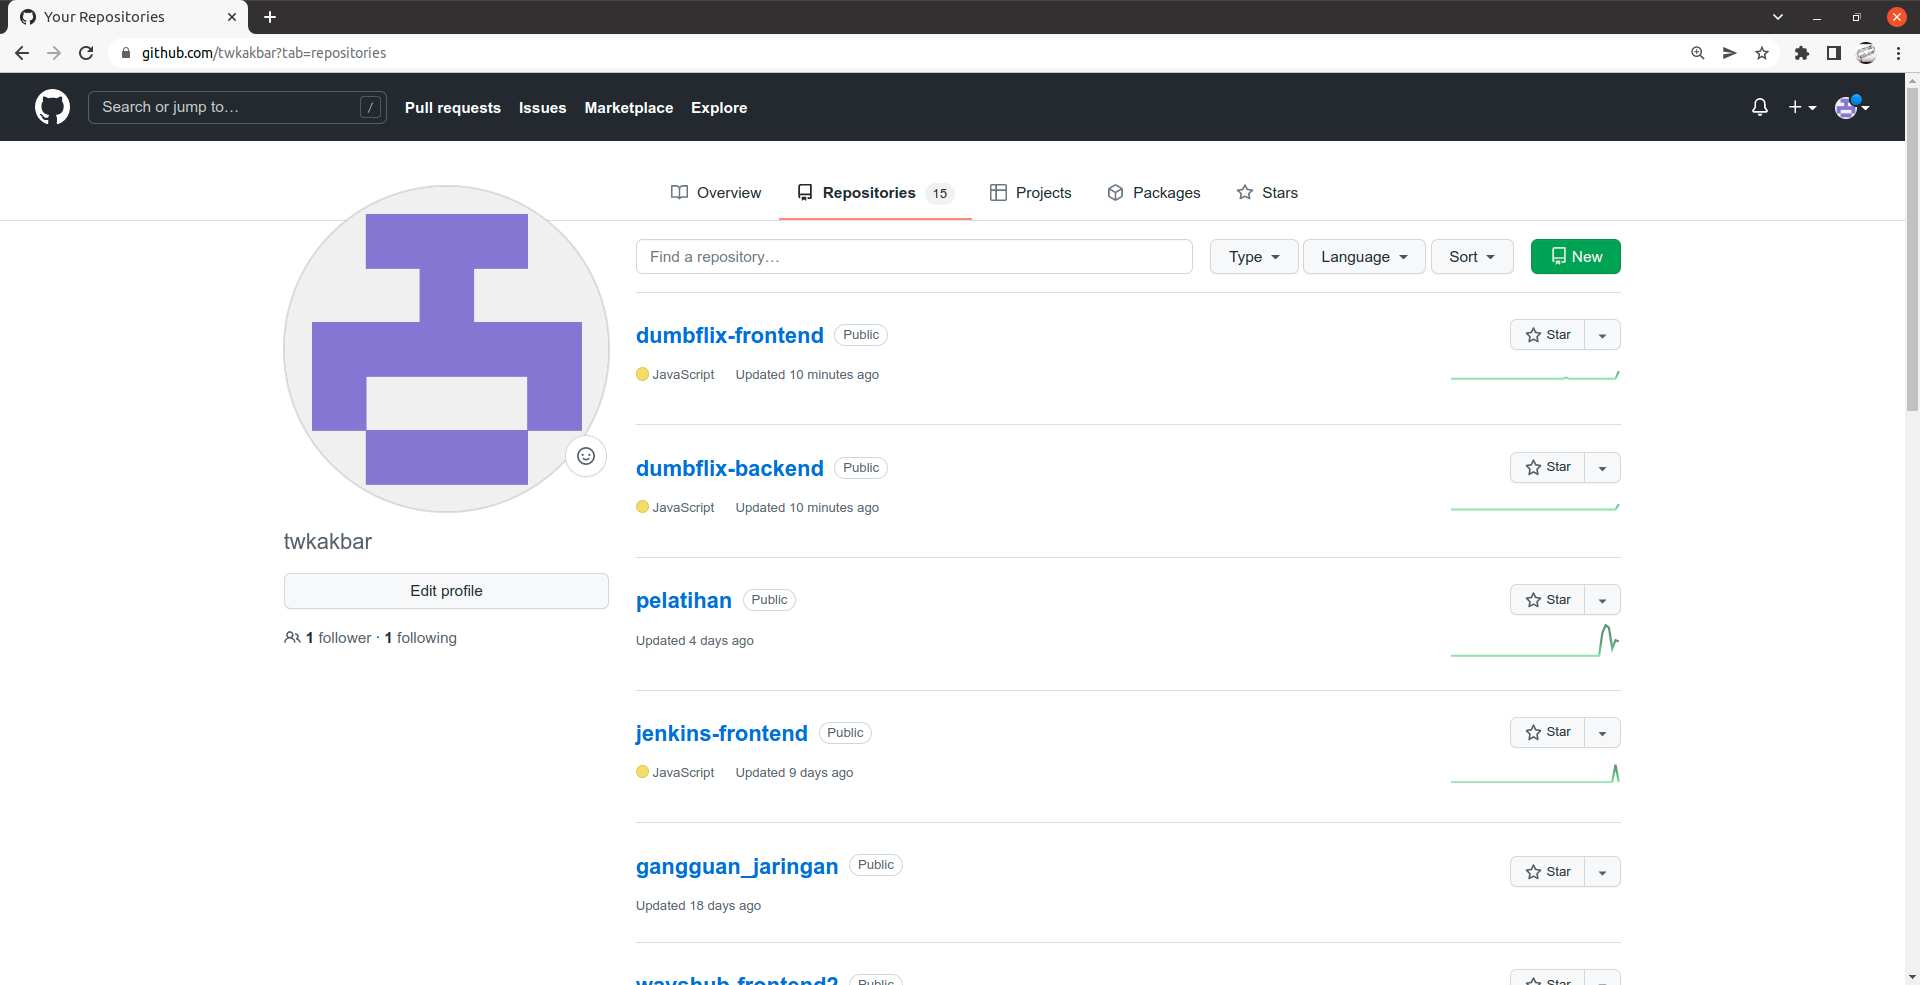 Your Repositories
github.com/twkakbar?tab=repositories
Search or jump to… / Pull requests Issues Marketplace Explore
Overview Repositories 15 Projects Packages Stars
Find a repository… Type Language Sort New
dumbflix-frontend Public Star
JavaScript Updated 10 minutes ago
dumbflix-backend Public Star
JavaScript Updated 10 minutes ago
twkakbar
Edit profile
1 follower · 1 following
pelatihan Public Star
Updated 4 days ago
jenkins-frontend Public Star
JavaScript Updated 9 days ago
gangguan_jaringan Public Star
Updated 18 days ago
wayshub-frontend2 Public Star